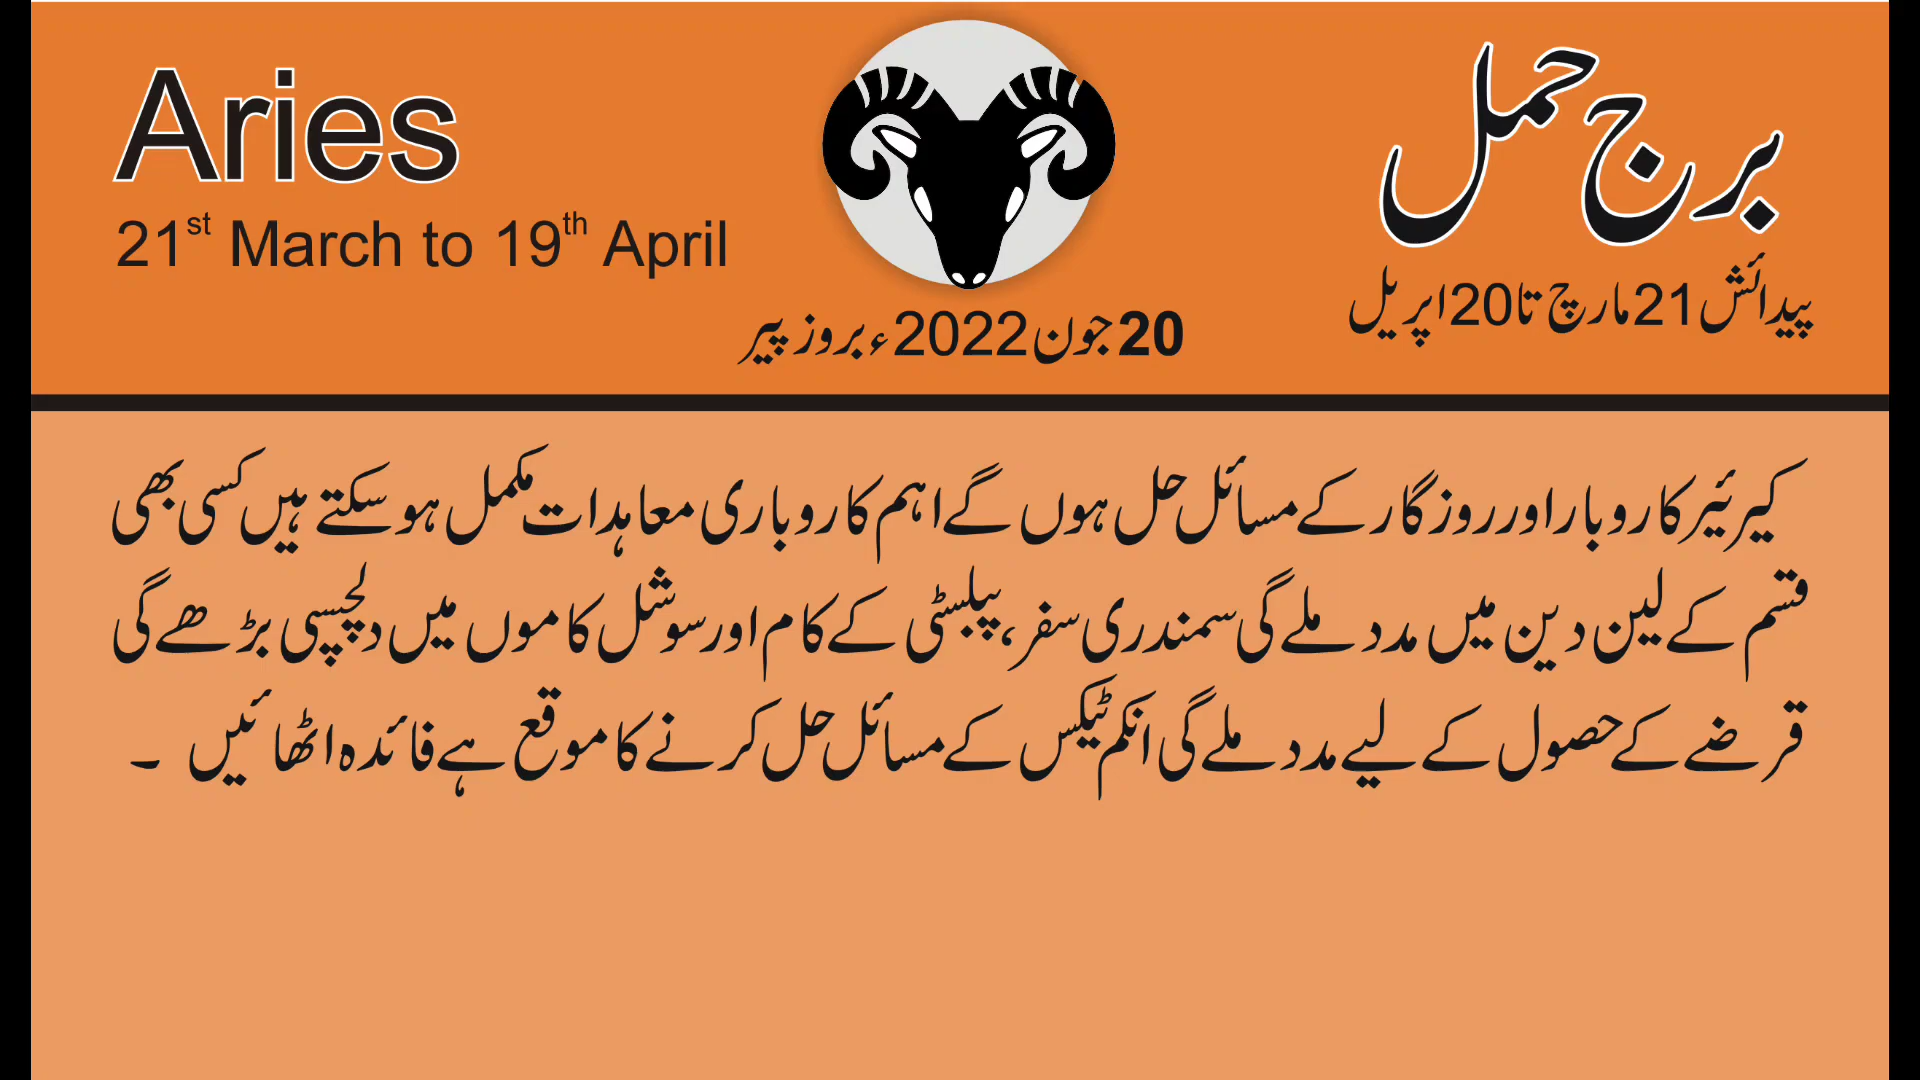 Aries
21st March to 19th April
برج حمل
پیدائش 21 مارچ تا 20 اپریل
20 جون 2022ء بروز پیر
کیرئیر کاروبار اور روزگار کے مسائل حل ہوں گے اہم کاروباری معاہدات مکمل ہو سکتے ہیں کسی بھی
قسم کے لین دین میں مدد ملے گی سمندری سفر، پبلسٹی کے کام اور سوشل کاموں میں دلچسپی بڑھے گی
قرضے کے حصول کے لیے مدد ملے گی انکم ٹیکس کے مسائل حل کرنے کا موقع ہے فائدہ اٹھائیں ۔